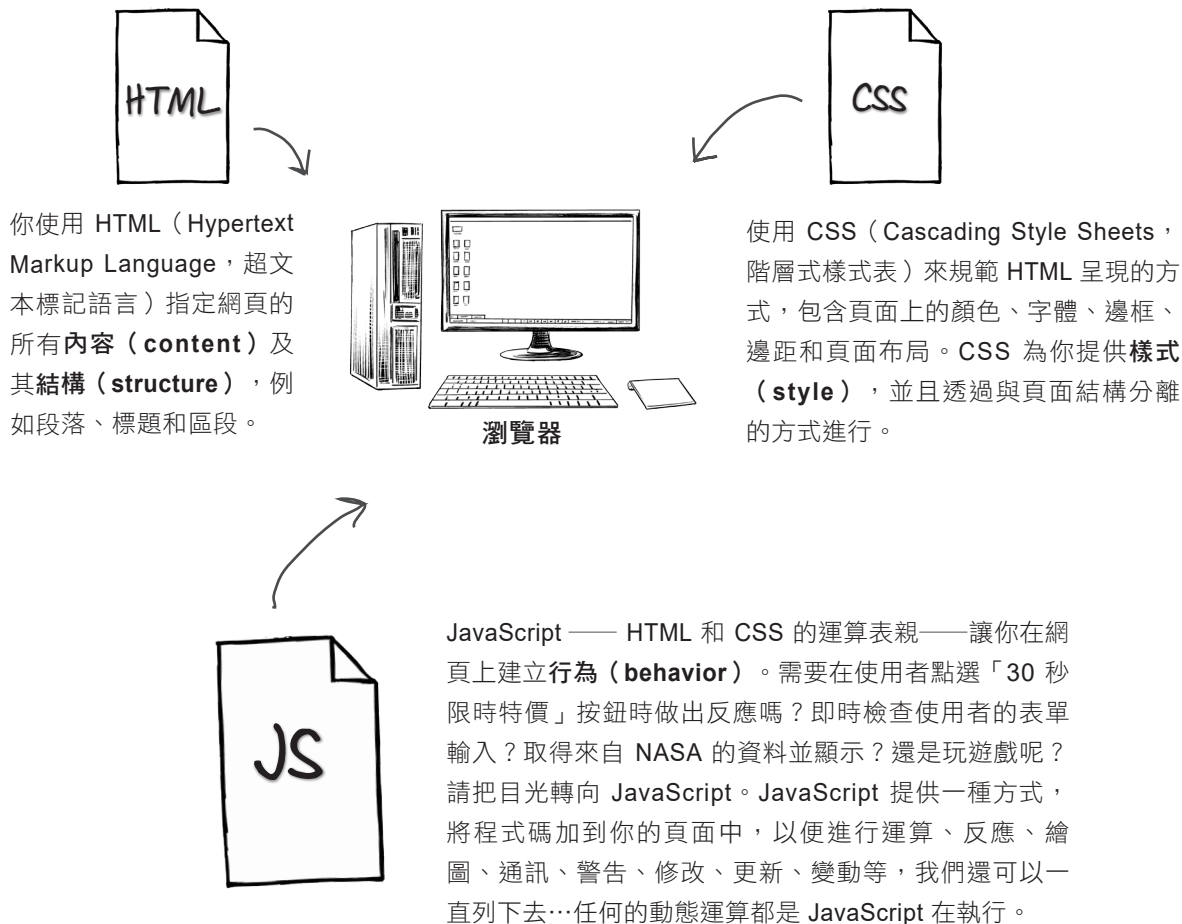 HTML
CSS
你使用 HTML（Hypertext
Markup Language，超文
本標記語言）指定網頁的
所有內容（content）及
其結構（structure），例
如段落、標題和區段。
瀏覽器
使用 CSS（Cascading Style Sheets，
階層式樣式表）來規範 HTML 呈現的方
式，包含頁面上的顏色、字體、邊框、
邊距和頁面布局。CSS 為你提供樣式
（style），並且透過與頁面結構分離
的方式進行。
JS
JavaScript —— HTML 和 CSS 的運算表親——讓你在網
頁上建立行為（behavior）。需要在使用者點選「30 秒
限時特價」按鈕時做出反應嗎？即時檢查使用者的表單
輸入？取得來自 NASA 的資料並顯示？還是玩遊戲呢？
請把目光轉向 JavaScript。JavaScript 提供一種方式，
將程式碼加到你的頁面中，以便進行運算、反應、繪
圖、通訊、警告、修改、更新、變動等，我們還可以一
直列下去…任何的動態運算都是 JavaScript 在執行。